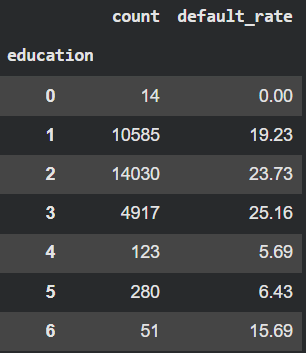 count default_rate
education
0 14 0.00
1 10585 19.23
2 14030 23.73
3 4917 25.16
4 123 5.69
5 280 6.43
6 51 15.69